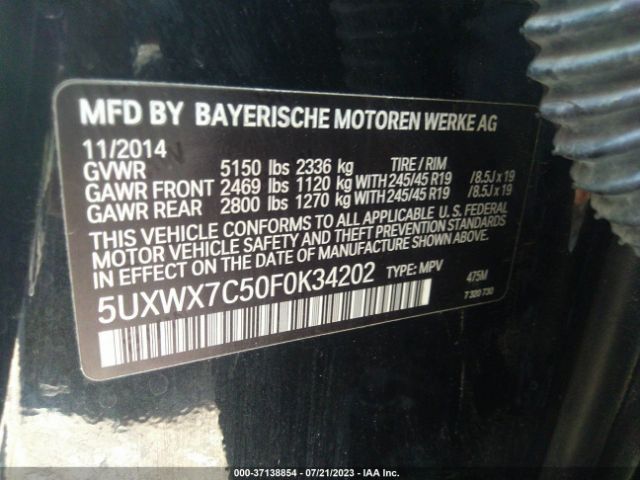 MFD BY BAYERISCHE MOTOREN WERKE AG
11/2014
GVWR 5150 lbs 2336 kg TIRE / RIM
GAWR FRONT 2469 lbs 1120 kg WITH 245/45 R19 / 8.5J x 19
GAWR REAR 2800 lbs 1270 kg WITH 245/45 R19 / 8.5J x 19
THIS VEHICLE CONFORMS TO ALL APPLICABLE U. S. FEDERAL
MOTOR VEHICLE SAFETY AND THEFT PREVENTION STANDARDS
IN EFFECT ON THE DATE OF MANUFACTURE SHOWN ABOVE.
5UXWX7C50F0K34202 TYPE: MPV 475M
7 320 730
000-37138854 / 07/21/2023 - IAA Inc.